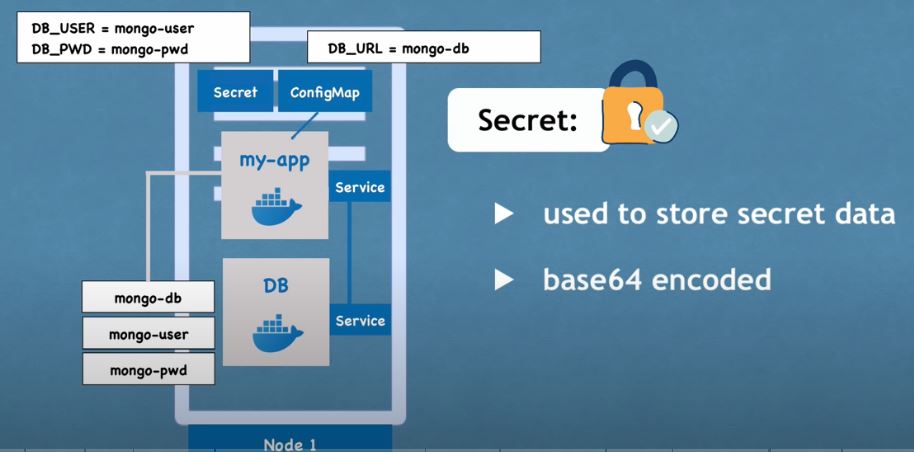 DB_USER = mongo-user
DB_PWD = mongo-pwd
DB_URL = mongo-db
Secret
ConfigMap
my-app
Service
DB
Service
mongo-db
mongo-user
mongo-pwd
Node 1
Secret:
used to store secret data
base64 encoded